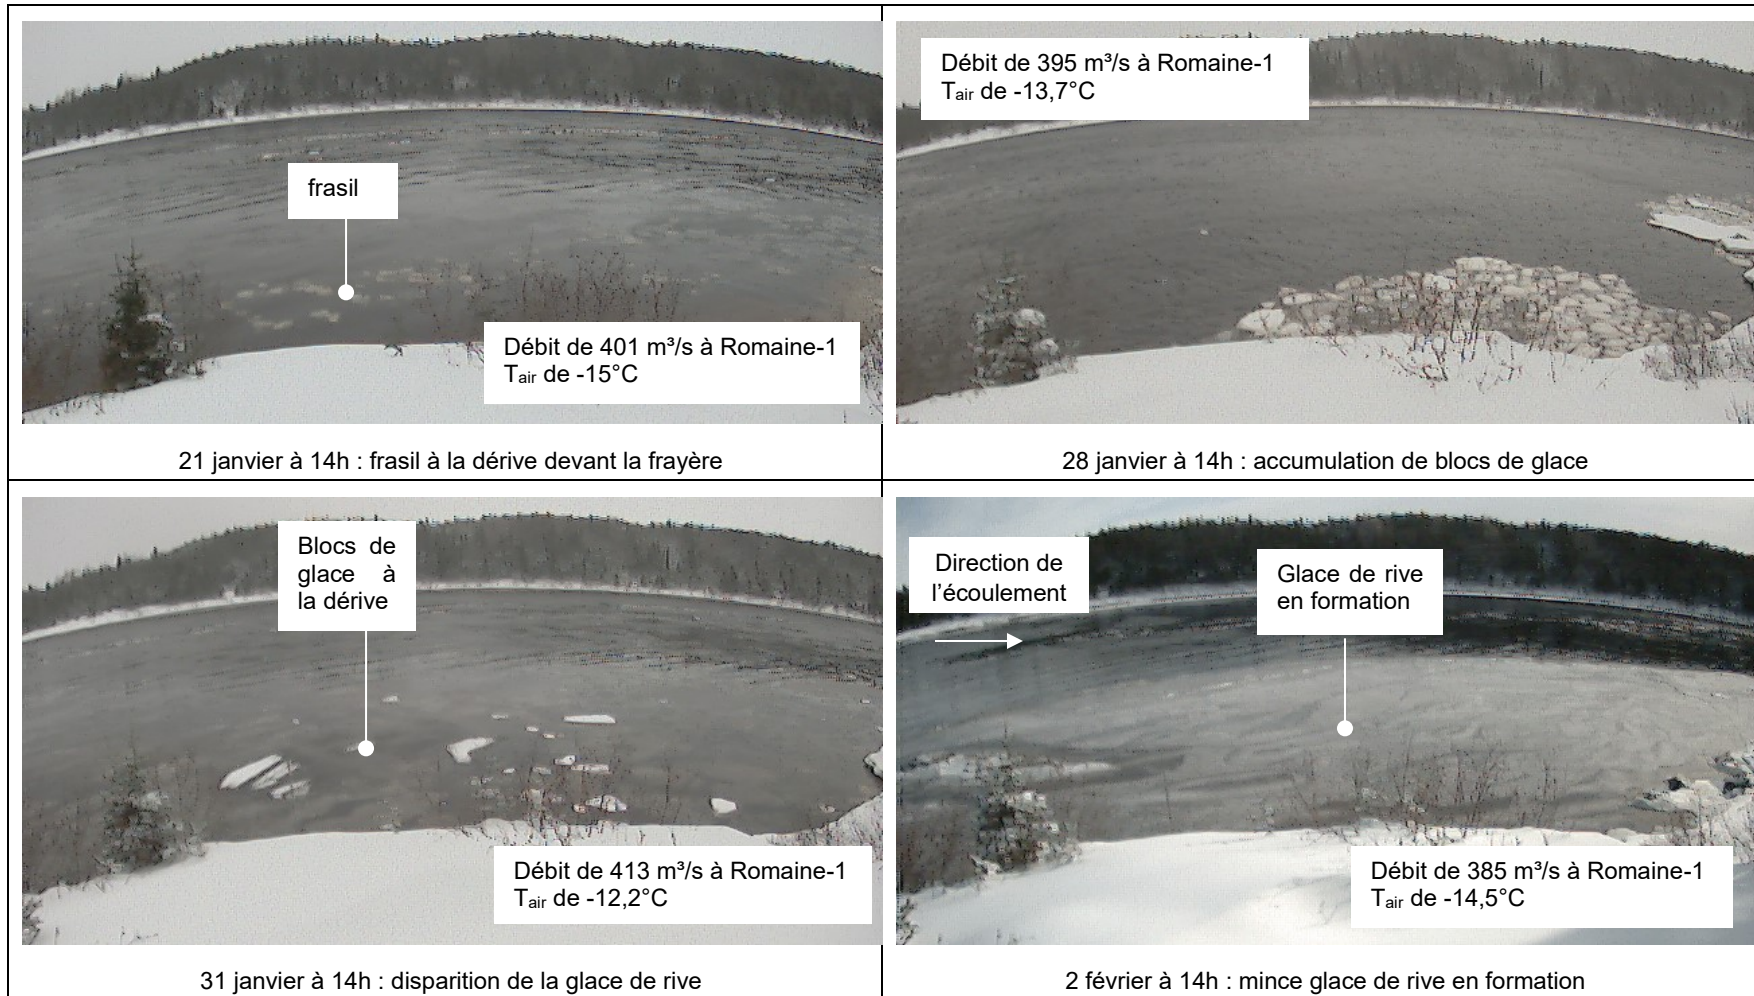 frasil
Débit de 401 m³/s à Romaine-1
Tair de -15°C
21 janvier à 14h : frasil à la dérive devant la frayère
Débit de 395 m³/s à Romaine-1
Tair de -13,7°C
28 janvier à 14h : accumulation de blocs de glace
Blocs de
glace à
la dérive
Débit de 413 m³/s à Romaine-1
Tair de -12,2°C
31 janvier à 14h : disparition de la glace de rive
Direction de
l'écoulement
Glace de rive
en formation
Débit de 385 m³/s à Romaine-1
Tair de -14,5°C
2 février à 14h : mince glace de rive en formation